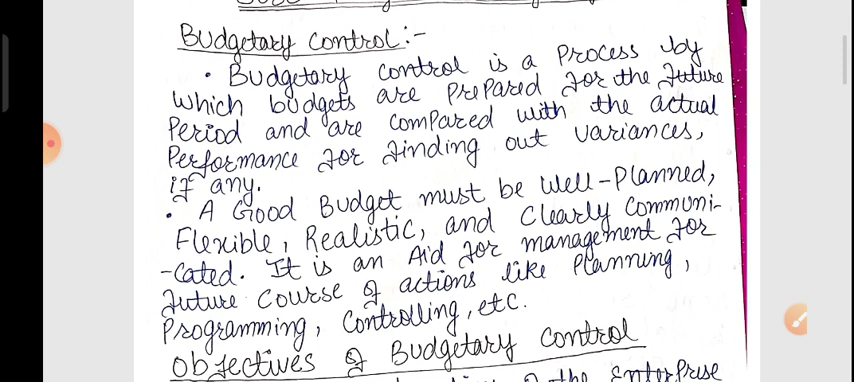 Budgetary Control:-
• Budgetary control is a Process by
which budgets are prepared for the future
Period and are compared with the actual
Performance for finding out variances,
if any.
• A Good Budget must be Well-Planned,
Flexible, Realistic, and Clearly Communi-
-cated. It is an Aid for management for
future course of actions like Planning,
Programming, Controlling, etc.
Objectives of Budgetary Control
of the Enterprise